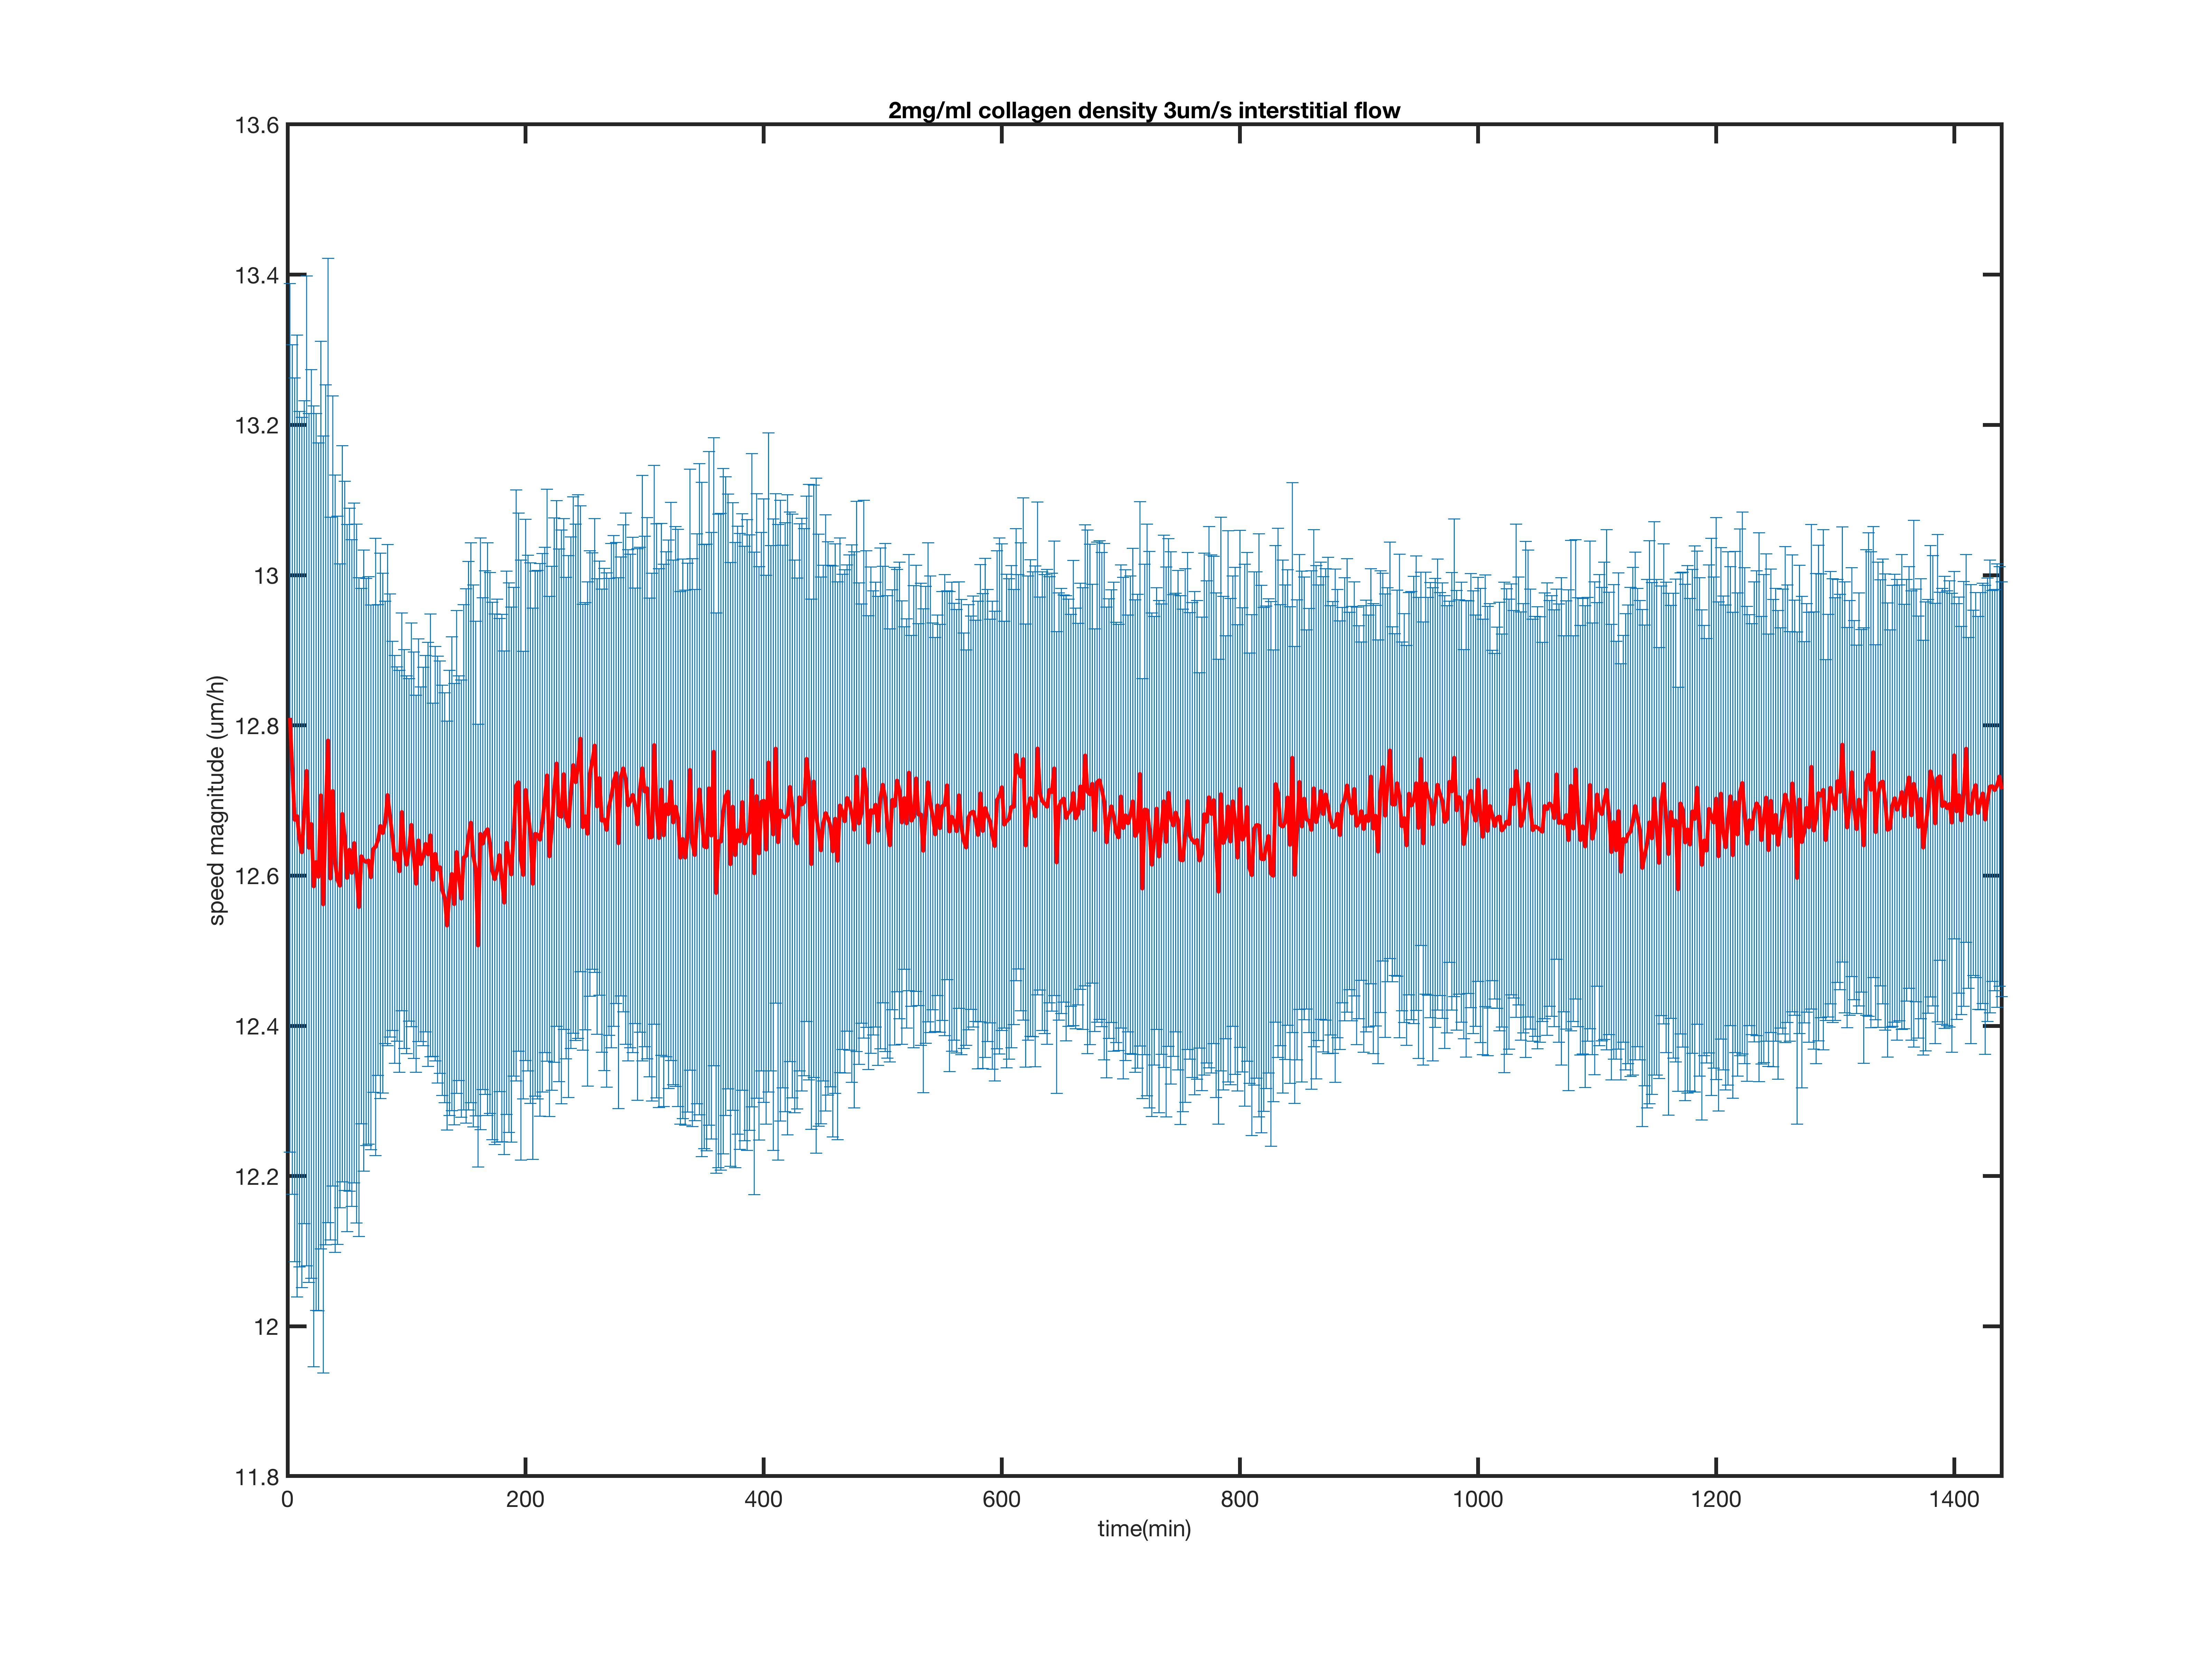 2mg/ml collagen density 3um/s interstitial flow
13.6
13.4
13.2
13
12.8
12.6
12.4
12.2
12
11.8
speed magnitude (um/h)
0 200 400 600 800 1000 1200 1400
time(min)